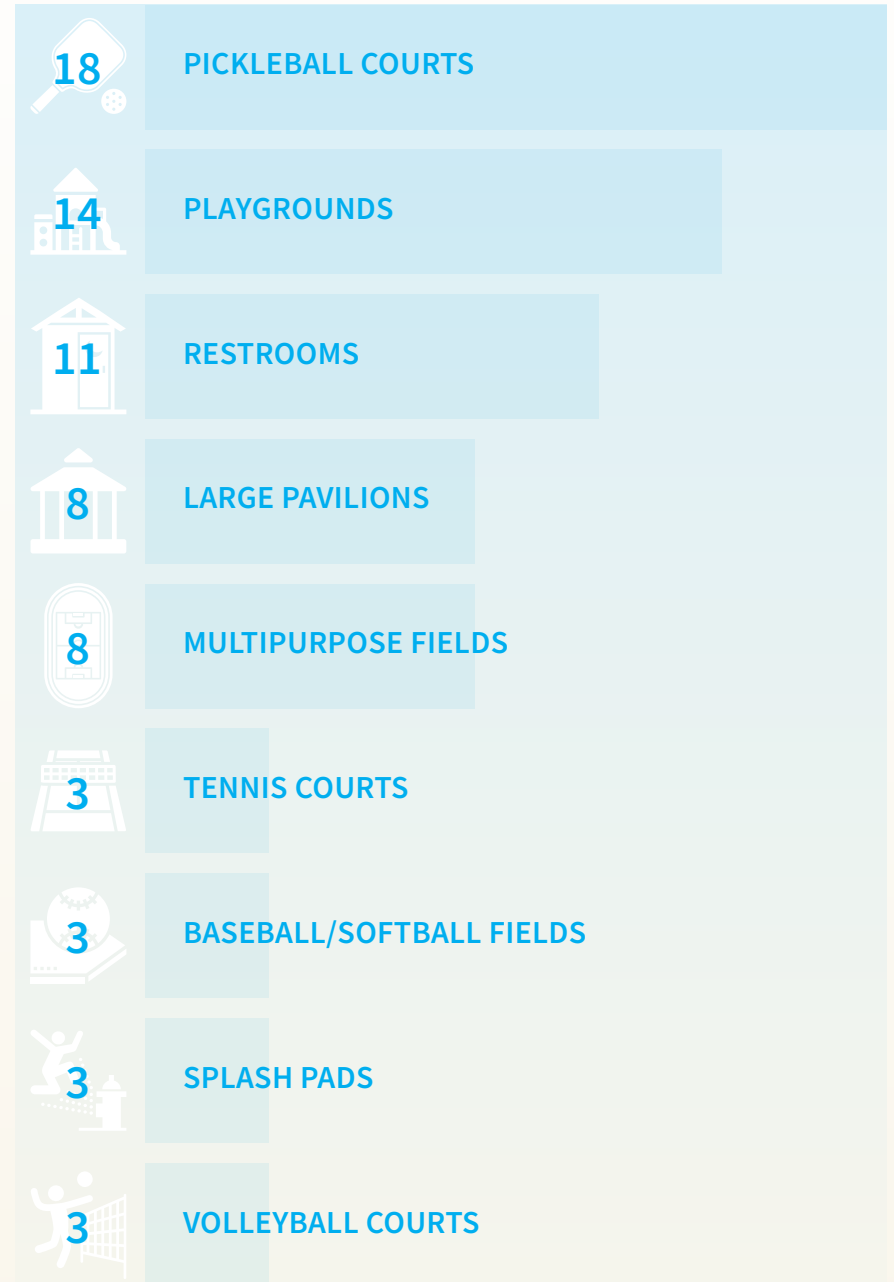 18 PICKLEBALL COURTS
14 PLAYGROUNDS
11 RESTROOMS
8 LARGE PAVILIONS
8 MULTIPURPOSE FIELDS
3 TENNIS COURTS
3 BASEBALL/SOFTBALL FIELDS
3 SPLASH PADS
3 VOLLEYBALL COURTS